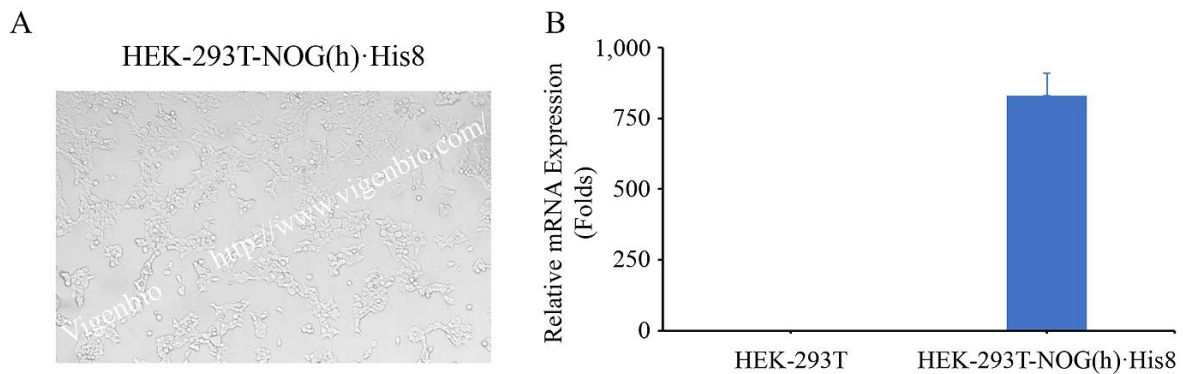 A
HEK-293T-NOG(h)·His8
Vigenbio
http://www.vigenbio.com/
B
Relative mRNA Expression
(Folds)
1,000
750
500
250
0
HEK-293T
HEK-293T-NOG(h)·His8